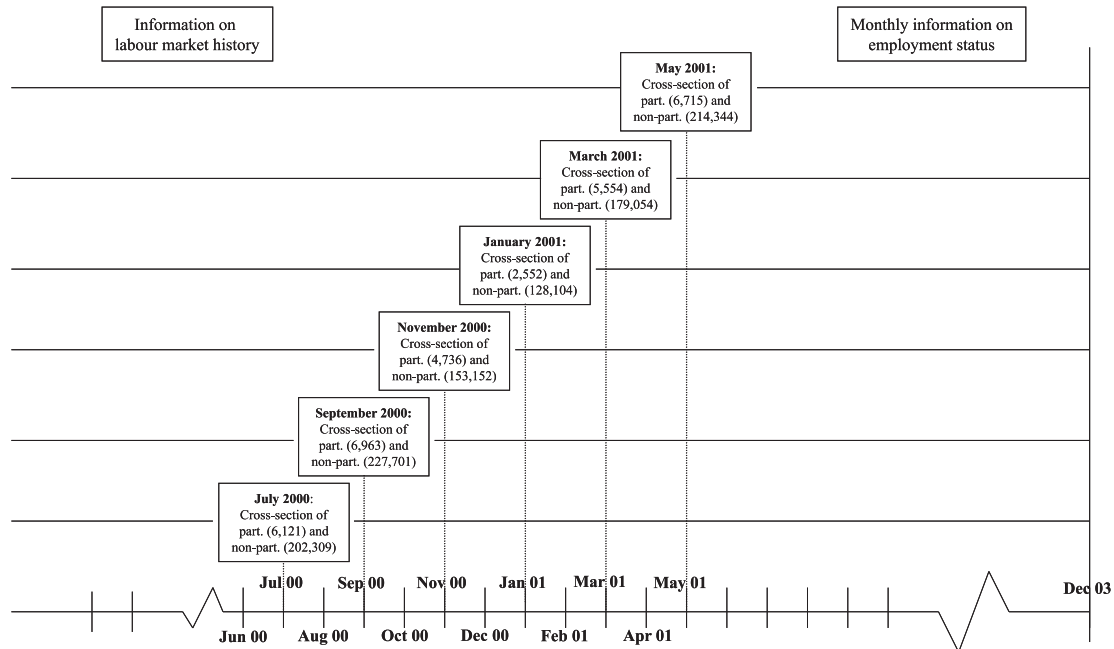 Information on
labour market history
Monthly information on
employment status
May 2001:
Cross-section of
part. (6,715) and
non-part. (214,344)
March 2001:
Cross-section of
part. (5,554) and
non-part. (179,054)
January 2001:
Cross-section of
part. (2,552) and
non-part. (128,104)
November 2000:
Cross-section of
part. (4,736) and
non-part. (153,152)
September 2000:
Cross-section of
part. (6,963) and
non-part. (227,701)
July 2000:
Cross-section of
part. (6,121) and
non-part. (202,309)
Jul 00 Sep 00 Nov 00 Jan 01 Mar 01 May 01 Dec 03
Jun 00 Aug 00 Oct 00 Dec 00 Feb 01 Apr 01